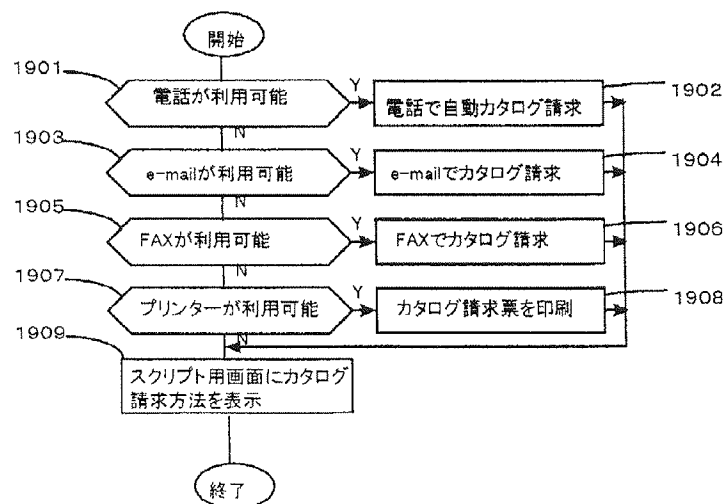 開始
1901
電話が利用可能
Y
電話で自動カタログ請求
1902
N
1903
e-mailが利用可能
Y
e-mailでカタログ請求
1904
N
1905
FAXが利用可能
Y
FAXでカタログ請求
1906
N
1907
プリンターが利用可能
Y
カタログ請求票を印刷
1908
N
1909
スクリプト用画面にカタログ
請求方法を表示
終了